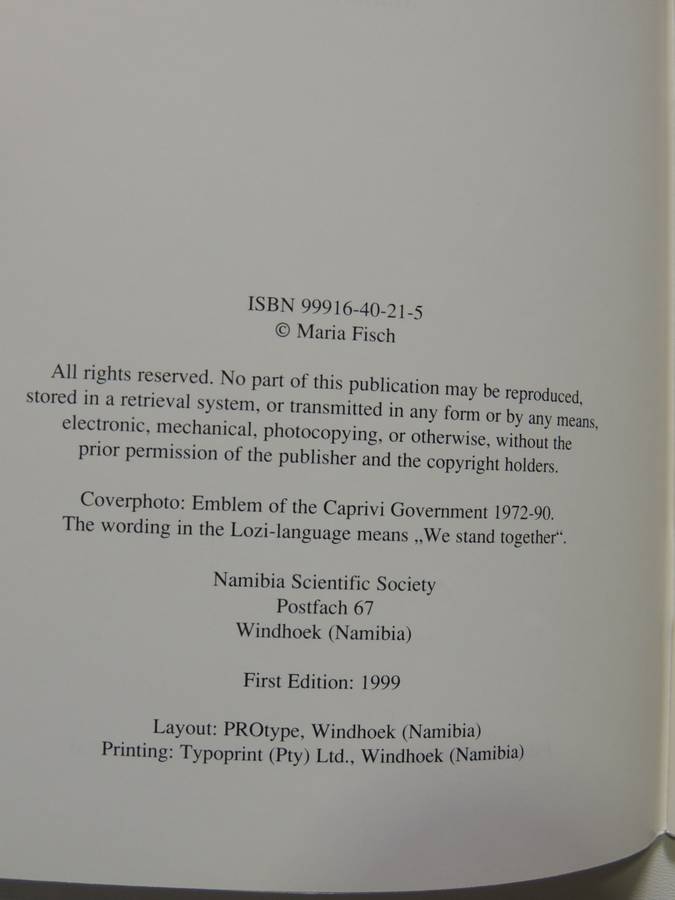 ISBN 99916-40-21-5
© Maria Fisch
All rights reserved. No part of this publication may be reproduced,
stored in a retrieval system, or transmitted in any form or by any means,
electronic, mechanical, photocopying, or otherwise, without the
prior permission of the publisher and the copyright holders.
Coverphoto: Emblem of the Caprivi Government 1972-90.
The wording in the Lozi-language means „We stand together“.
Namibia Scientific Society
Postfach 67
Windhoek (Namibia)
First Edition: 1999
Layout: PROtype, Windhoek (Namibia)
Printing: Typoprint (Pty) Ltd., Windhoek (Namibia)